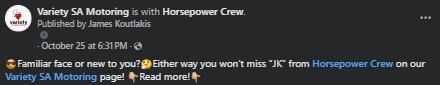 variety
Variety SA Motoring is with Horsepower Crew.
Published by James Koutlakis
· October 25 at 6:31 PM ·
😎Familiar face or new to you?🤔Either way you won't miss "JK" from Horsepower Crew on our
Variety SA Motoring page! 👇🏼Read more!👇🏼